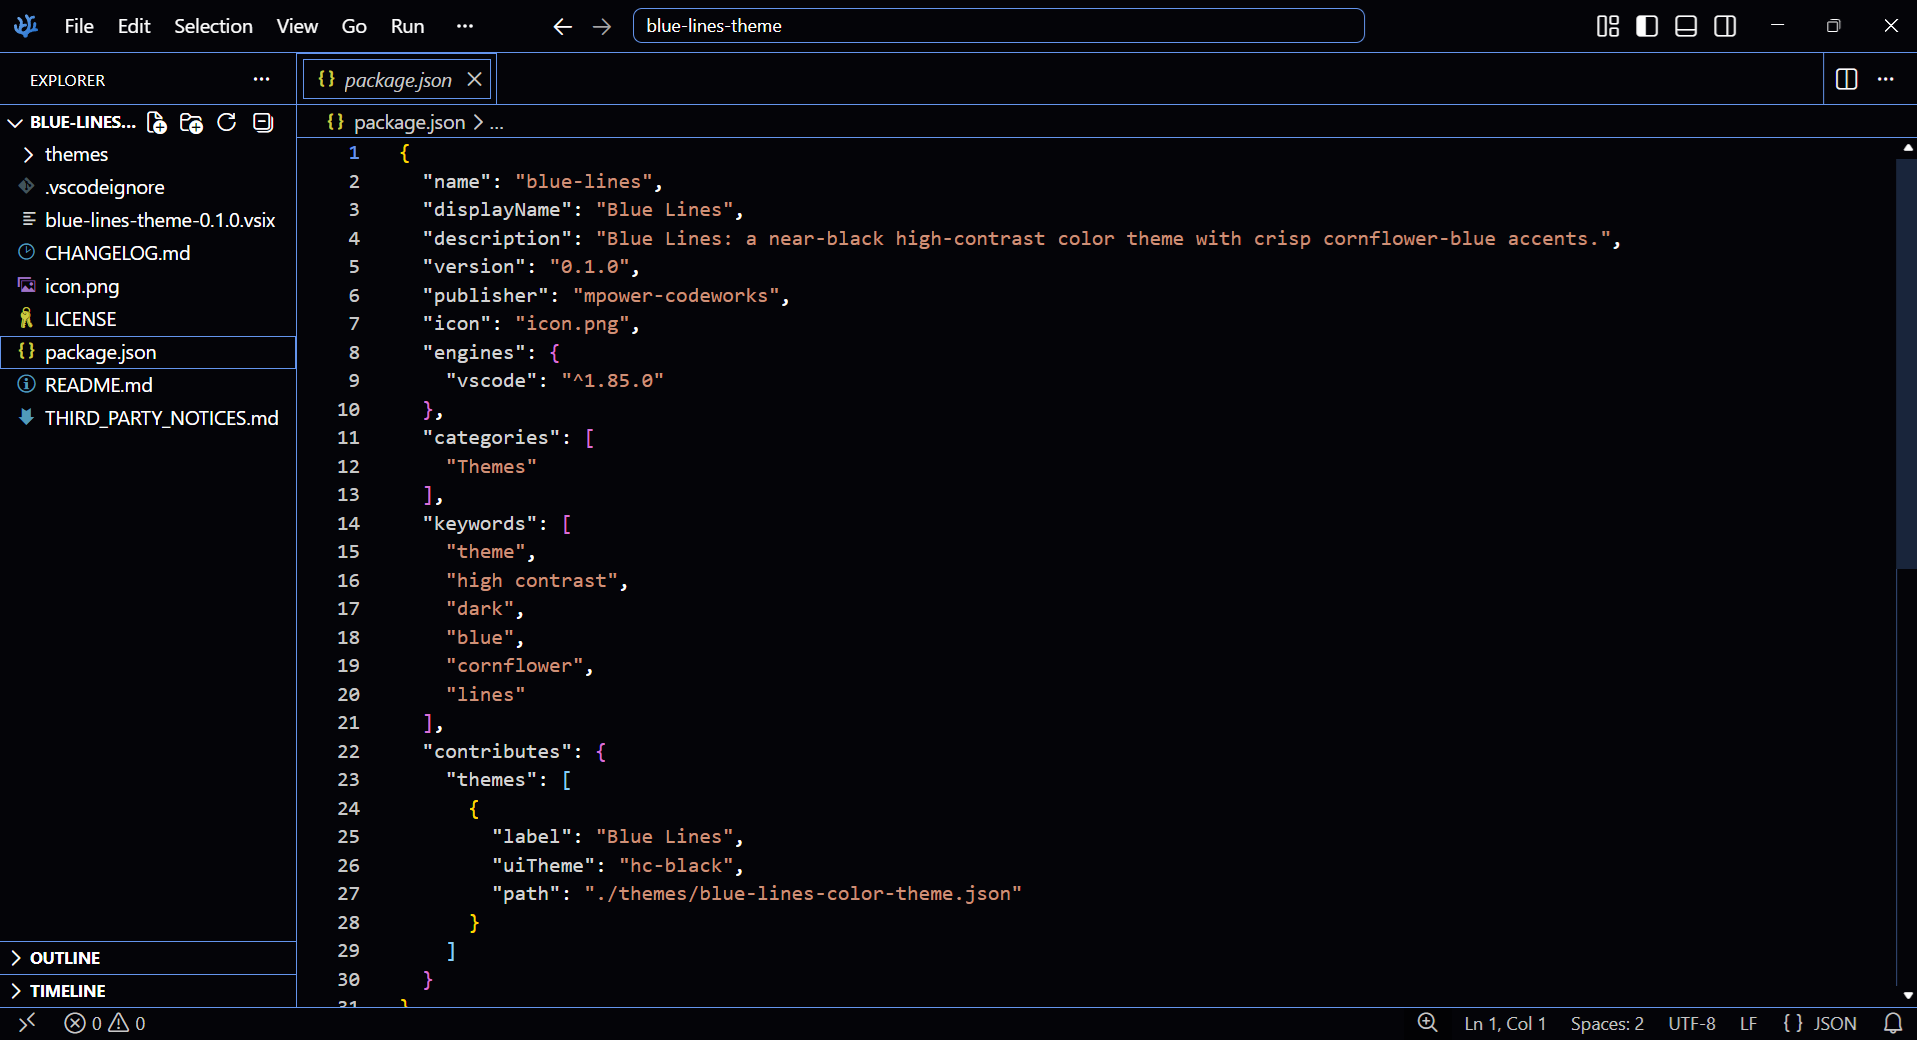 File Edit Selection View Go Run ··· blue-lines-theme
EXPLORER ···
BLUE-LINES...
themes
.vscodeignore
blue-lines-theme-0.1.0.vsix
CHANGELOG.md
icon.png
LICENSE
package.json
README.md
THIRD_PARTY_NOTICES.md
OUTLINE
TIMELINE
{} package.json
{} package.json > ...
1 {
2   "name": "blue-lines",
3   "displayName": "Blue Lines",
4   "description": "Blue Lines: a near-black high-contrast color theme with crisp cornflower-blue accents.",
5   "version": "0.1.0",
6   "publisher": "mpower-codeworks",
7   "icon": "icon.png",
8   "engines": {
9     "vscode": "^1.85.0"
10   },
11   "categories": [
12     "Themes"
13   ],
14   "keywords": [
15     "theme",
16     "high contrast",
17     "dark",
18     "blue",
19     "cornflower",
20     "lines"
21   ],
22   "contributes": {
23     "themes": [
24       {
25         "label": "Blue Lines",
26         "uiTheme": "hc-black",
27         "path": "./themes/blue-lines-color-theme.json"
28       }
29     ]
30   }
31 }
0 0 Ln 1, Col 1 Spaces: 2 UTF-8 LF {} JSON